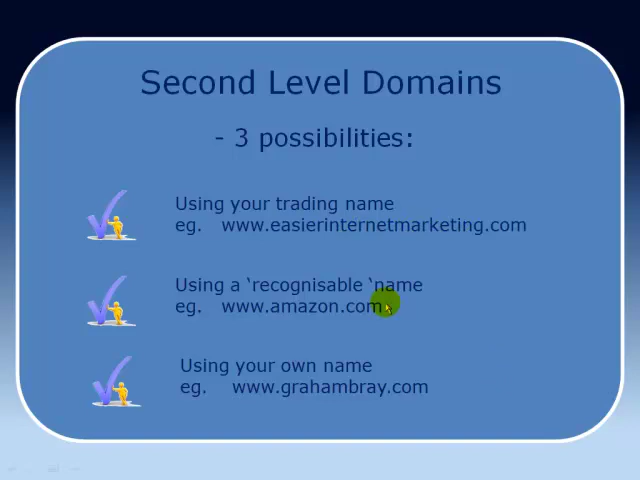 Second Level Domains
- 3 possibilities:
Using your trading name
eg. www.easierinternetmarketing.com
Using a ‘recognisable ‘name
eg. www.amazon.com
Using your own name
eg. www.grahambray.com